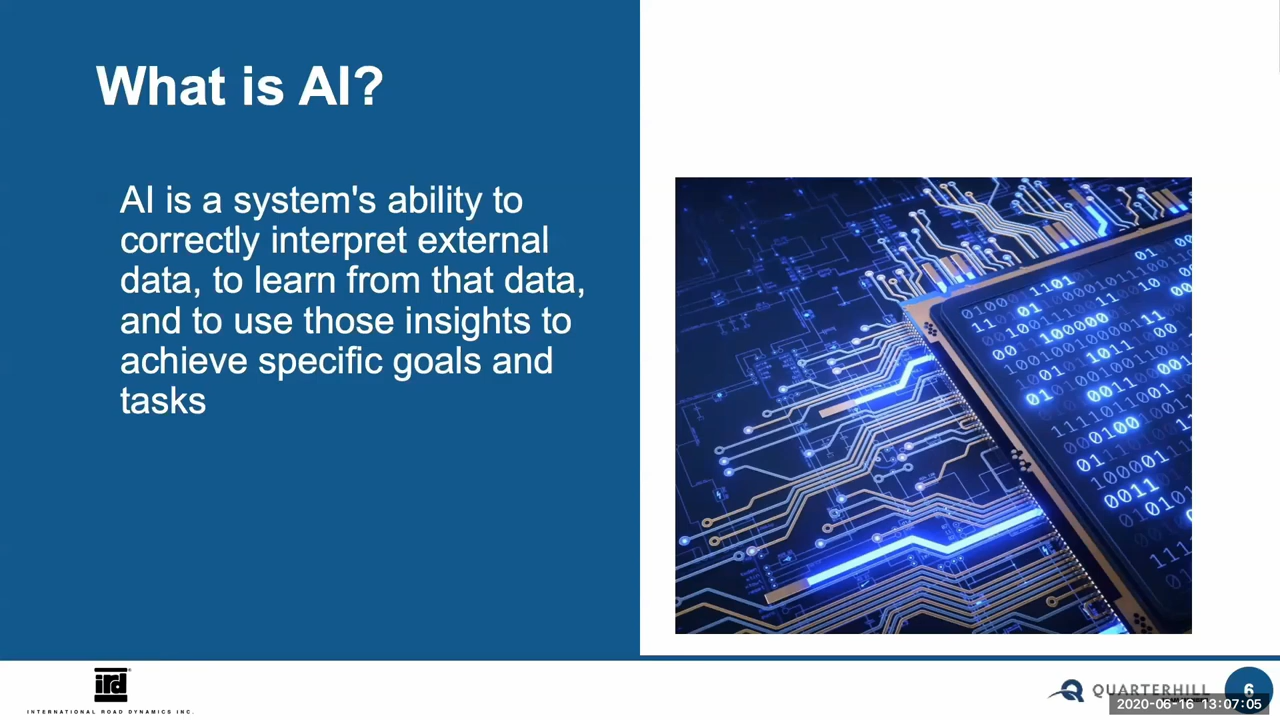 What is AI?
AI is a system's ability to
correctly interpret external
data, to learn from that data,
and to use those insights to
achieve specific goals and
tasks
ird
INTERNATIONAL ROAD DYNAMICS INC.
QUARTERHILL
6
2020-06-16 13:07:05